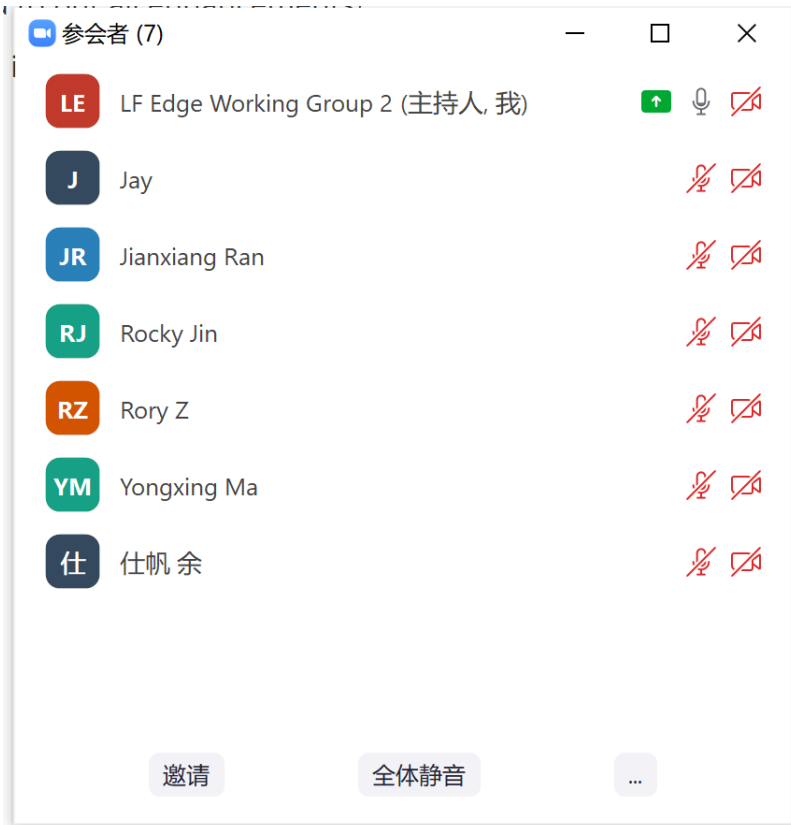 参会者 (7)
LE LF Edge Working Group 2 (主持人, 我)
J Jay
JR Jianxiang Ran
RJ Rocky Jin
RZ Rory Z
YM Yongxing Ma
仕 仕帆 余
邀请 全体静音 ...